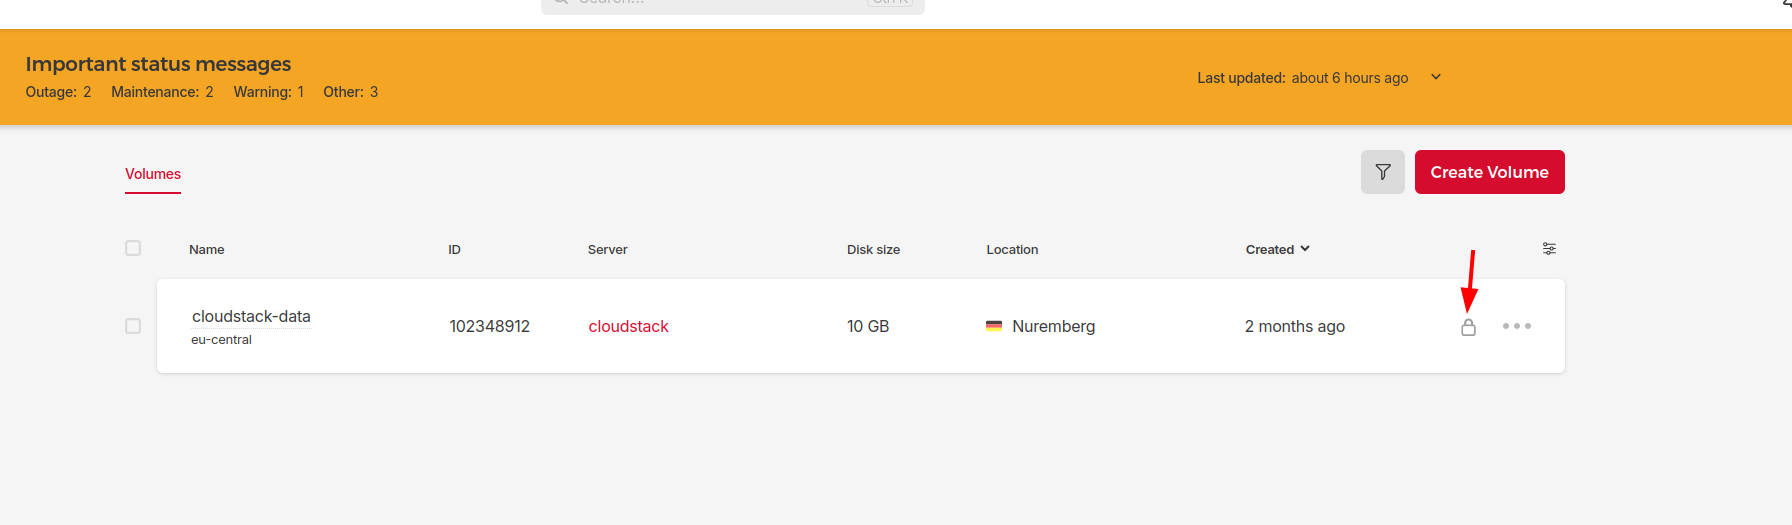 Search... Ctrl K
Important status messages
Outage: 2 Maintenance: 2 Warning: 1 Other: 3
Last updated: about 6 hours ago
Volumes
Create Volume
Name ID Server Disk size Location Created
cloudstack-data 102348912 cloudstack 10 GB Nuremberg 2 months ago
eu-central